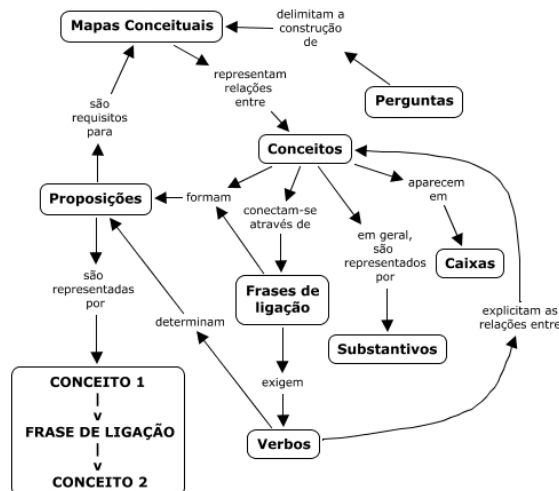 Mapas Conceituais
delimitam a
construção
de
Perguntas
representam
relações
entre
são
requisitos
para
Conceitos
Proposições
formam
conectam-se
através de
aparecem
em
em geral,
são
representados
por
Caixas
são
representadas
por
Frases de
ligação
determinam
explicitam as
relações entre
Substantivos
exigem
CONCEITO 1
|
v
FRASE DE LIGAÇÃO
|
v
CONCEITO 2
Verbos